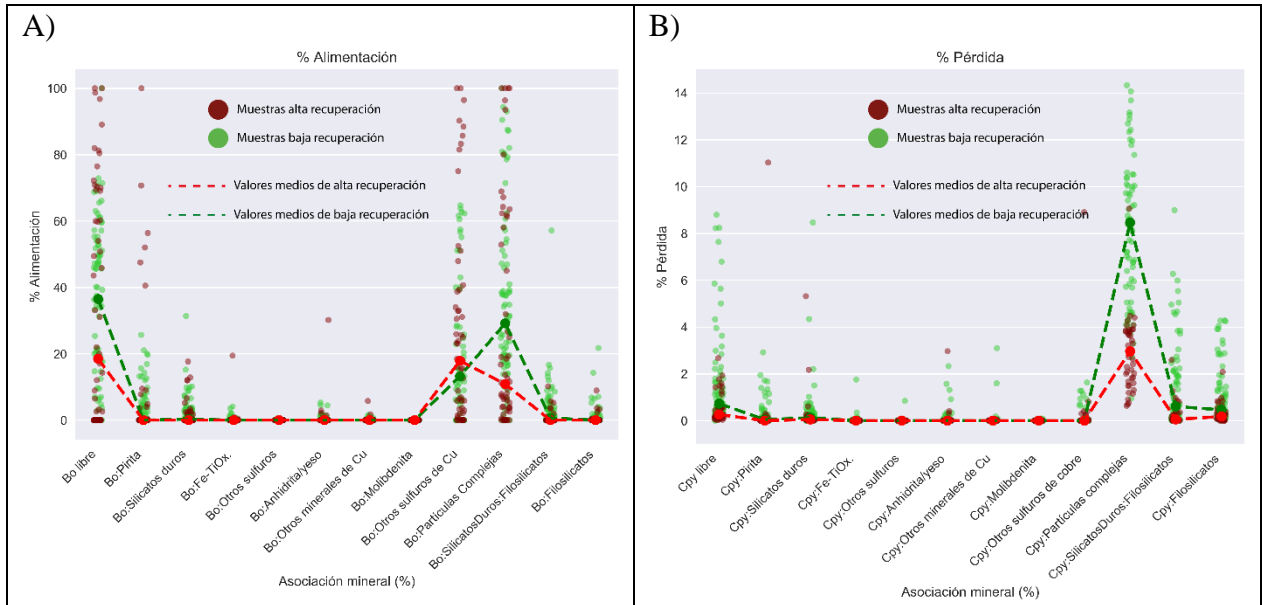 A)
% Alimentación
100
80
60
40
20
0
% Alimentación
Muestras alta recuperación
Muestras baja recuperación
Valores medios de alta recuperación
Valores medios de baja recuperación
Bo libre
Bo:Pirita
Bo:Silicatos duros
Bo:Fe-TiOx.
Bo:Otros sulfuros
Bo:Anhidrita/yeso
Bo:Otros minerales de Cu
Bo:Molibdenita
Bo:Otros sulfuros de Cu
Bo:Partículas Complejas
Bo:SilicatosDuros:Filosilicatos
Bo:Filosilicatos
Asociación mineral (%)
B)
% Pérdida
14
12
10
8
6
4
2
0
% Pérdida
Muestras alta recuperación
Muestras baja recuperación
Valores medios de alta recuperación
Valores medios de baja recuperación
Cpy libre
Cpy:Pirita
Cpy:Silicatos duros
Cpy:Fe-TiOx.
Cpy:Otros sulfuros
Cpy:Anhidrita/yeso
Cpy:Otros minerales de Cu
Cpy:Molibdenita
Cpy:Otros sulfuros de cobre
Cpy:Partículas complejas
Cpy:SilicatosDuros:Filosilicatos
Cpy:Filosilicatos
Asociación mineral (%)